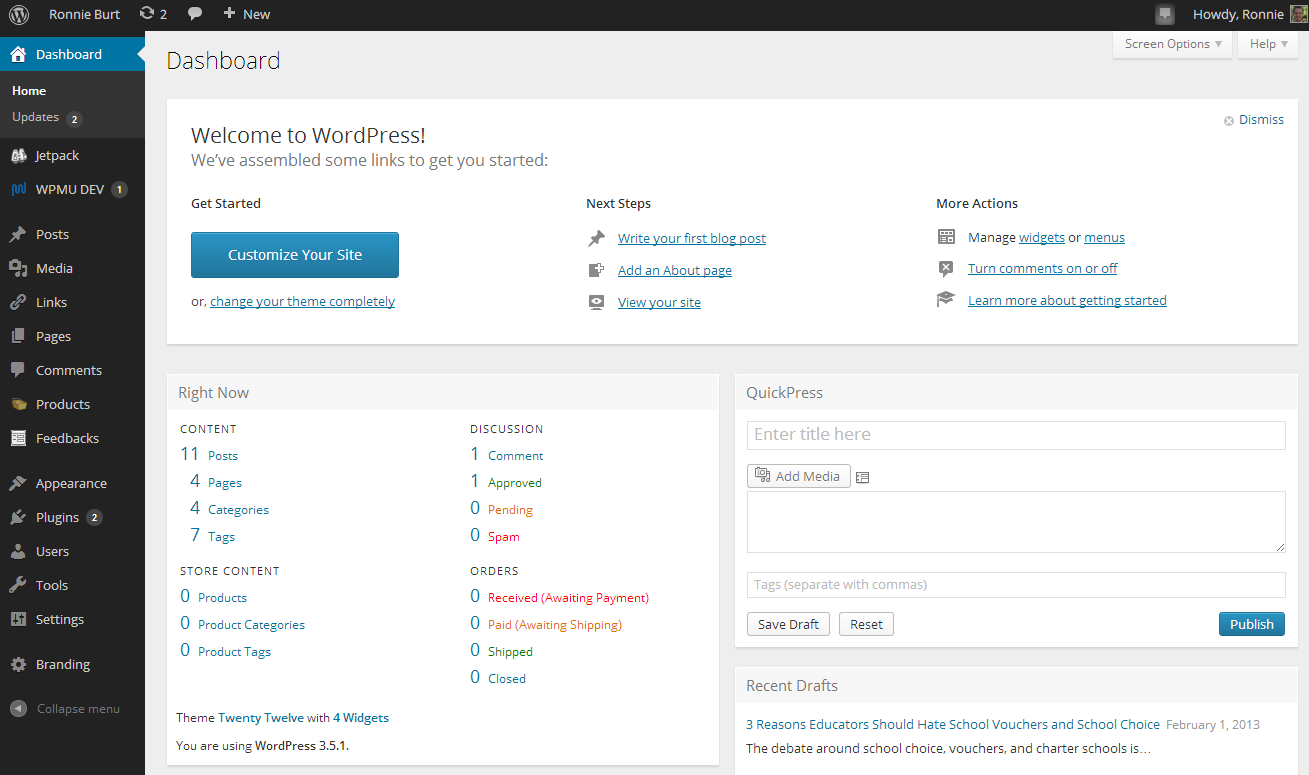 Ronnie Burt 2 New Howdy, Ronnie
Dashboard
Home
Updates 2
Jetpack
WPMU DEV 1
Posts
Media
Links
Pages
Comments
Products
Feedbacks
Appearance
Plugins 2
Users
Tools
Settings
Branding
Collapse menu
Screen Options Help
Dashboard
Dismiss
Welcome to WordPress!
We've assembled some links to get you started:
Get Started
Customize Your Site
or, change your theme completely
Next Steps
Write your first blog post
Add an About page
View your site
More Actions
Manage widgets or menus
Turn comments on or off
Learn more about getting started
Right Now
CONTENT
11 Posts
4 Pages
4 Categories
7 Tags
DISCUSSION
1 Comment
1 Approved
0 Pending
0 Spam
STORE CONTENT
0 Products
0 Product Categories
0 Product Tags
ORDERS
0 Received (Awaiting Payment)
0 Paid (Awaiting Shipping)
0 Shipped
0 Closed
Theme Twenty Twelve with 4 Widgets
You are using WordPress 3.5.1.
QuickPress
Enter title here
Add Media
Tags (separate with commas)
Save Draft Reset Publish
Recent Drafts
3 Reasons Educators Should Hate School Vouchers and School Choice February 1, 2013
The debate around school choice, vouchers, and charter schools is…